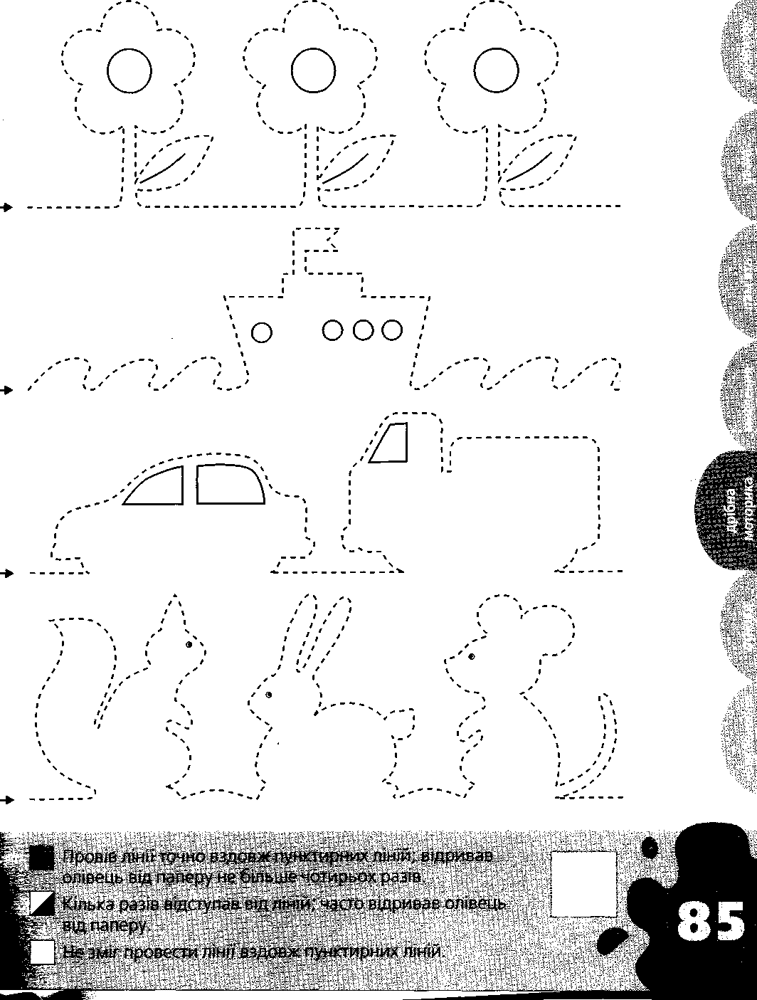 дрібна
моторика
Провів лінії точно вздовж пунктирних ліній; відривав
олівець від паперу не більше чотирьох разів.
Кілька разів відступав від ліній; часто відривав олівець
від паперу.
Не зміг провести лінії вздовж пунктирних ліній.
85